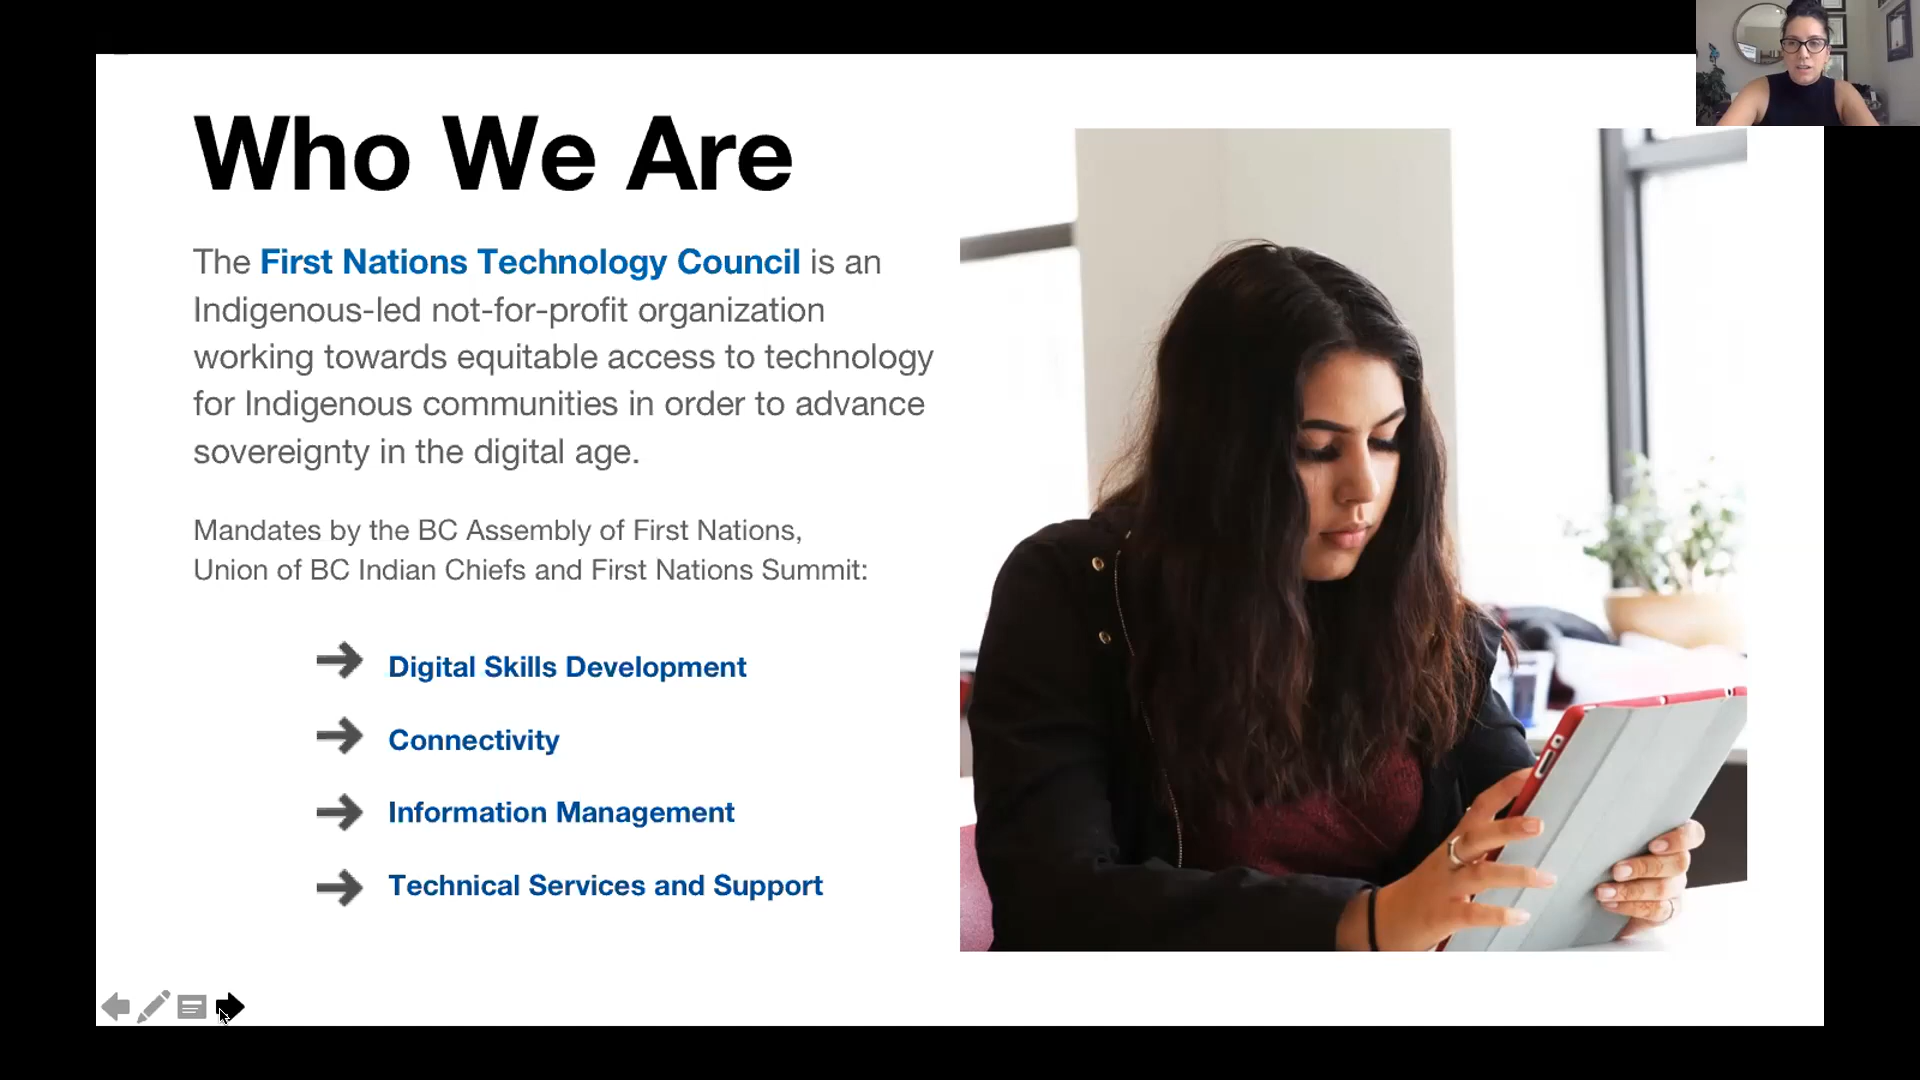 Who We Are
The First Nations Technology Council is an
Indigenous-led not-for-profit organization
working towards equitable access to technology
for Indigenous communities in order to advance
sovereignty in the digital age.
Mandates by the BC Assembly of First Nations,
Union of BC Indian Chiefs and First Nations Summit:
Digital Skills Development
Connectivity
Information Management
Technical Services and Support